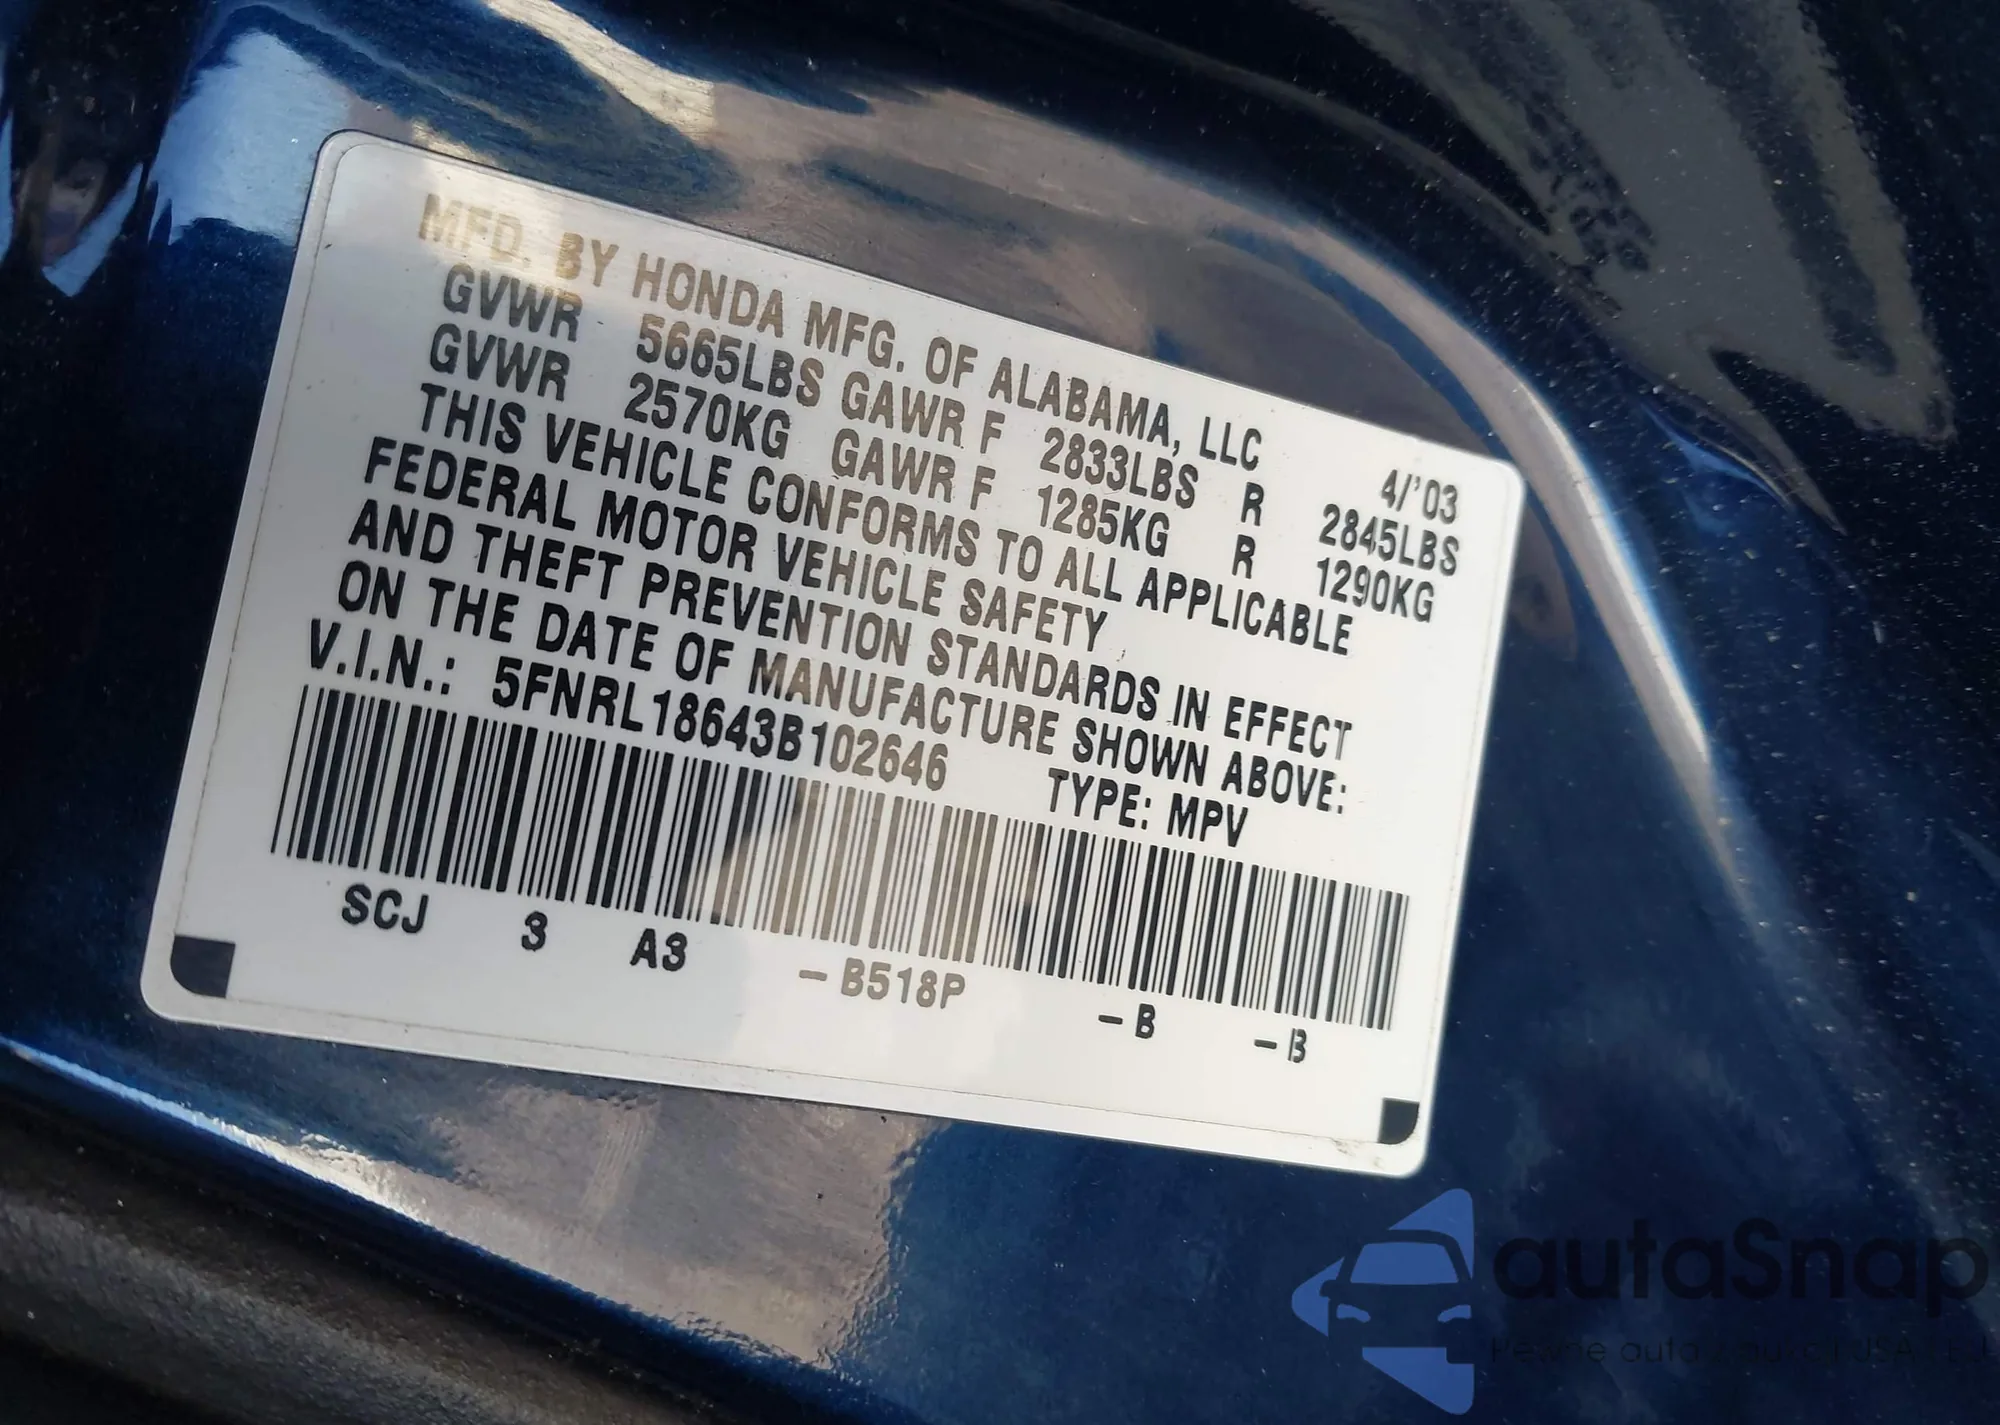 MFD. BY HONDA MFG. OF ALABAMA, LLC 4/'03
GVWR 5665LBS GAWR F 2833LBS R 2845LBS
GVWR 2570KG GAWR F 1285KG R 1290KG
THIS VEHICLE CONFORMS TO ALL APPLICABLE
FEDERAL MOTOR VEHICLE SAFETY
AND THEFT PREVENTION STANDARDS IN EFFECT
ON THE DATE OF MANUFACTURE SHOWN ABOVE:
V.I.N.: 5FNRL18643B102646 TYPE: MPV
SCJ 3 A3 –B518P –B –B
autaSnap
auta